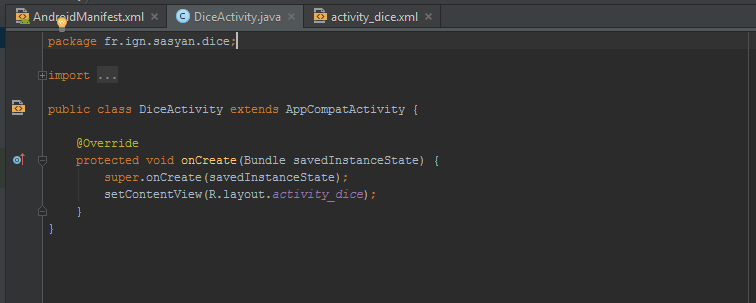 AndroidManifest.xml × DiceActivity.java × activity_dice.xml ×
package fr.ign.sasyan.dice;
import ...
public class DiceActivity extends AppCompatActivity {
@Override
protected void onCreate(Bundle savedInstanceState) {
super.onCreate(savedInstanceState);
setContentView(R.layout.activity_dice);
}
}